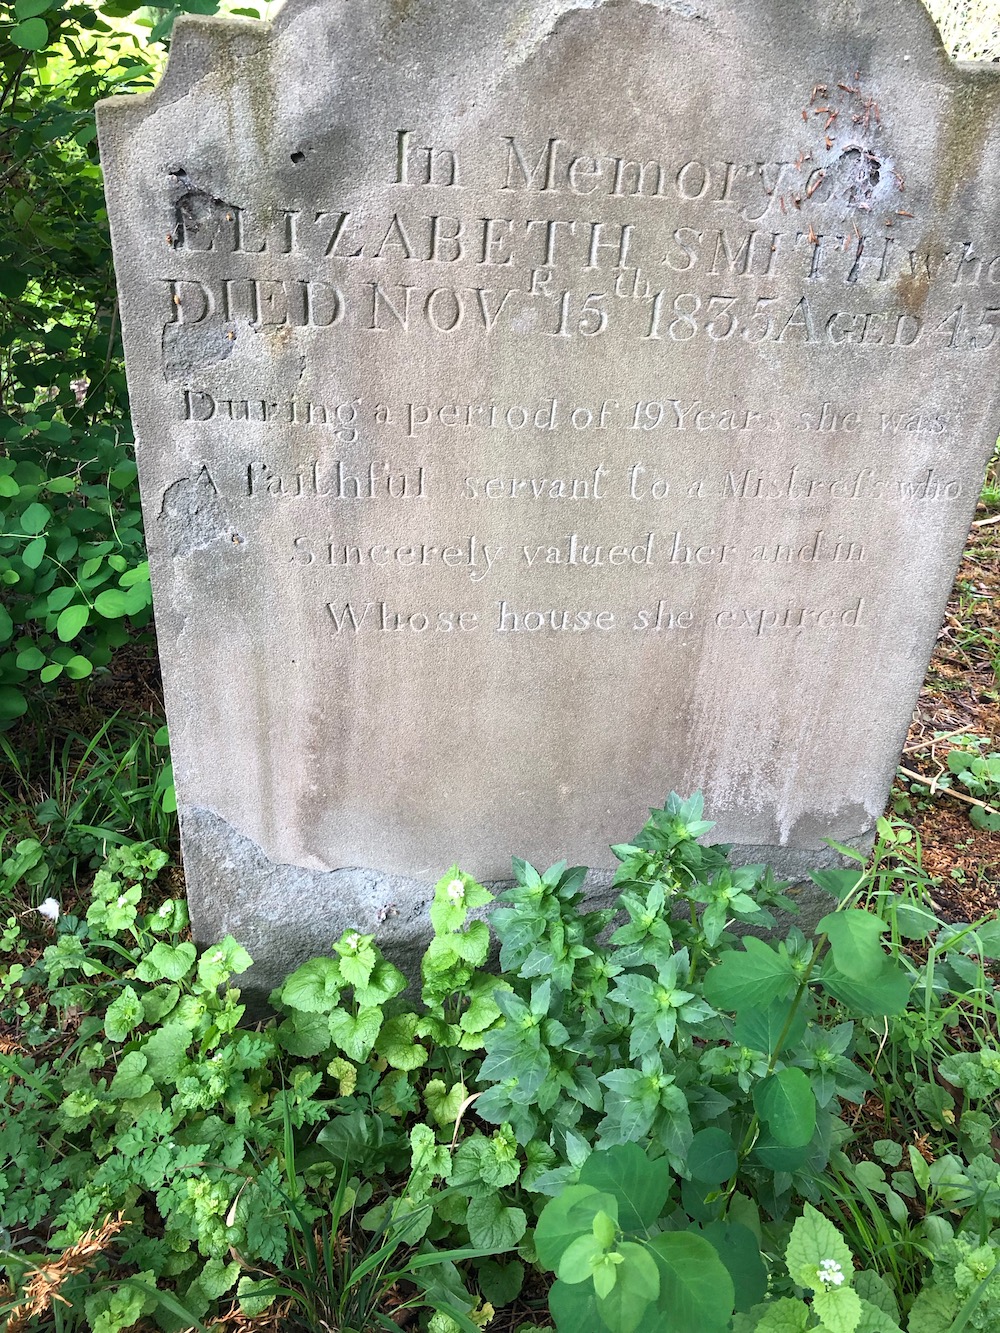 In Memory of
ELIZABETH SMITH who
DIED NOVR 15th 1835 AGED 45
During a period of 19 Years she was
A faithful servant to a Mistreſs who
Sincerely valued her and in
Whose house she expired